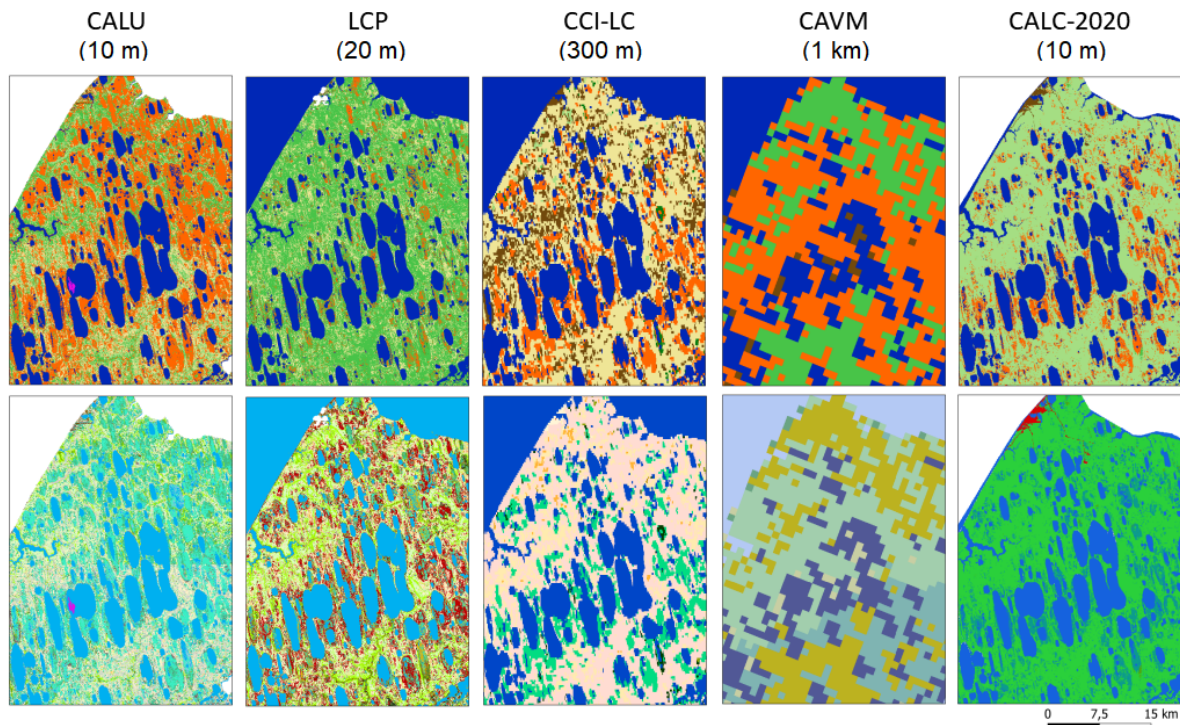 CALU LCP CCI-LC CAVM CALC-2020
(10 m) (20 m) (300 m) (1 km) (10 m)
0 7,5 15 km